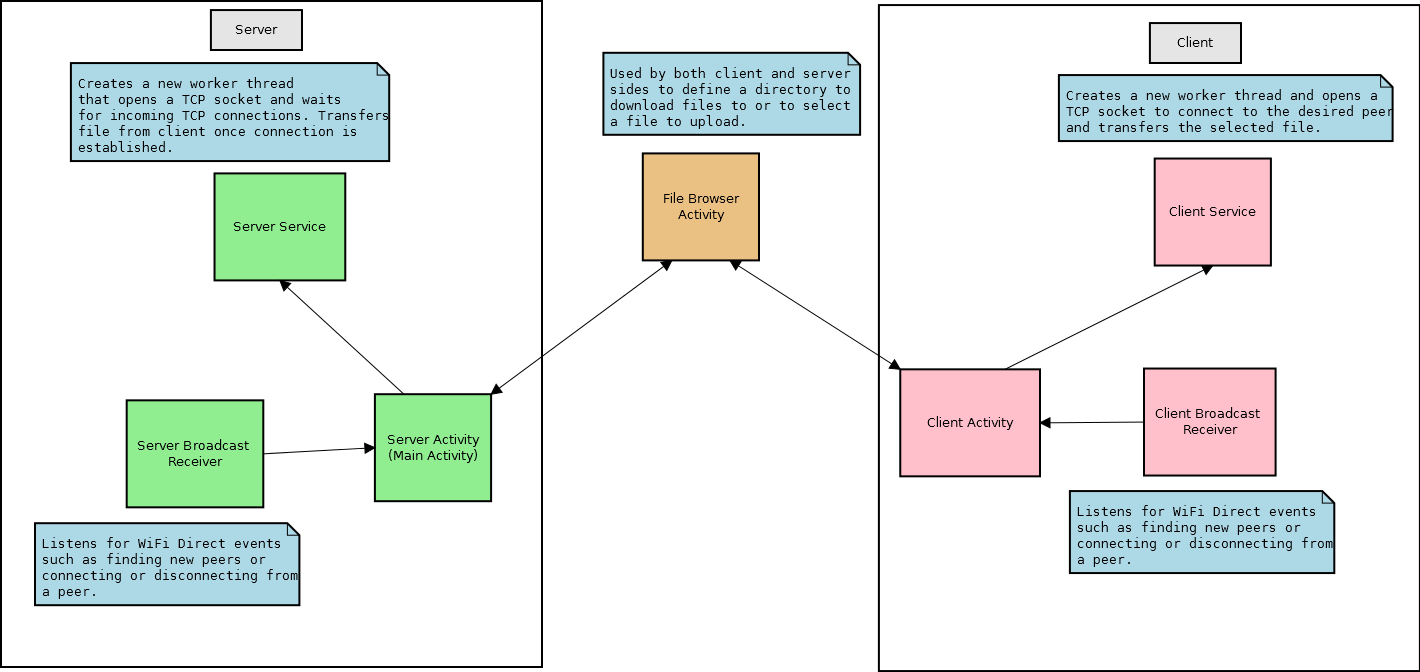 Server
Creates a new worker thread
that opens a TCP socket and waits
for incoming TCP connections. Transfers
file from client once connection is
established.
Server Service
Server Broadcast
Receiver
Server Activity
(Main Activity)
Listens for WiFi Direct events
such as finding new peers or
connecting or disconnecting from
a peer.
Used by both client and server
sides to define a directory to
download files to or to select
a file to upload.
File Browser
Activity
Client
Creates a new worker thread and opens a
TCP socket to connect to the desired peer
and transfers the selected file.
Client Service
Client Activity
Client Broadcast
Receiver
Listens for WiFi Direct events
such as finding new peers or
connecting or disconnecting from
a peer.